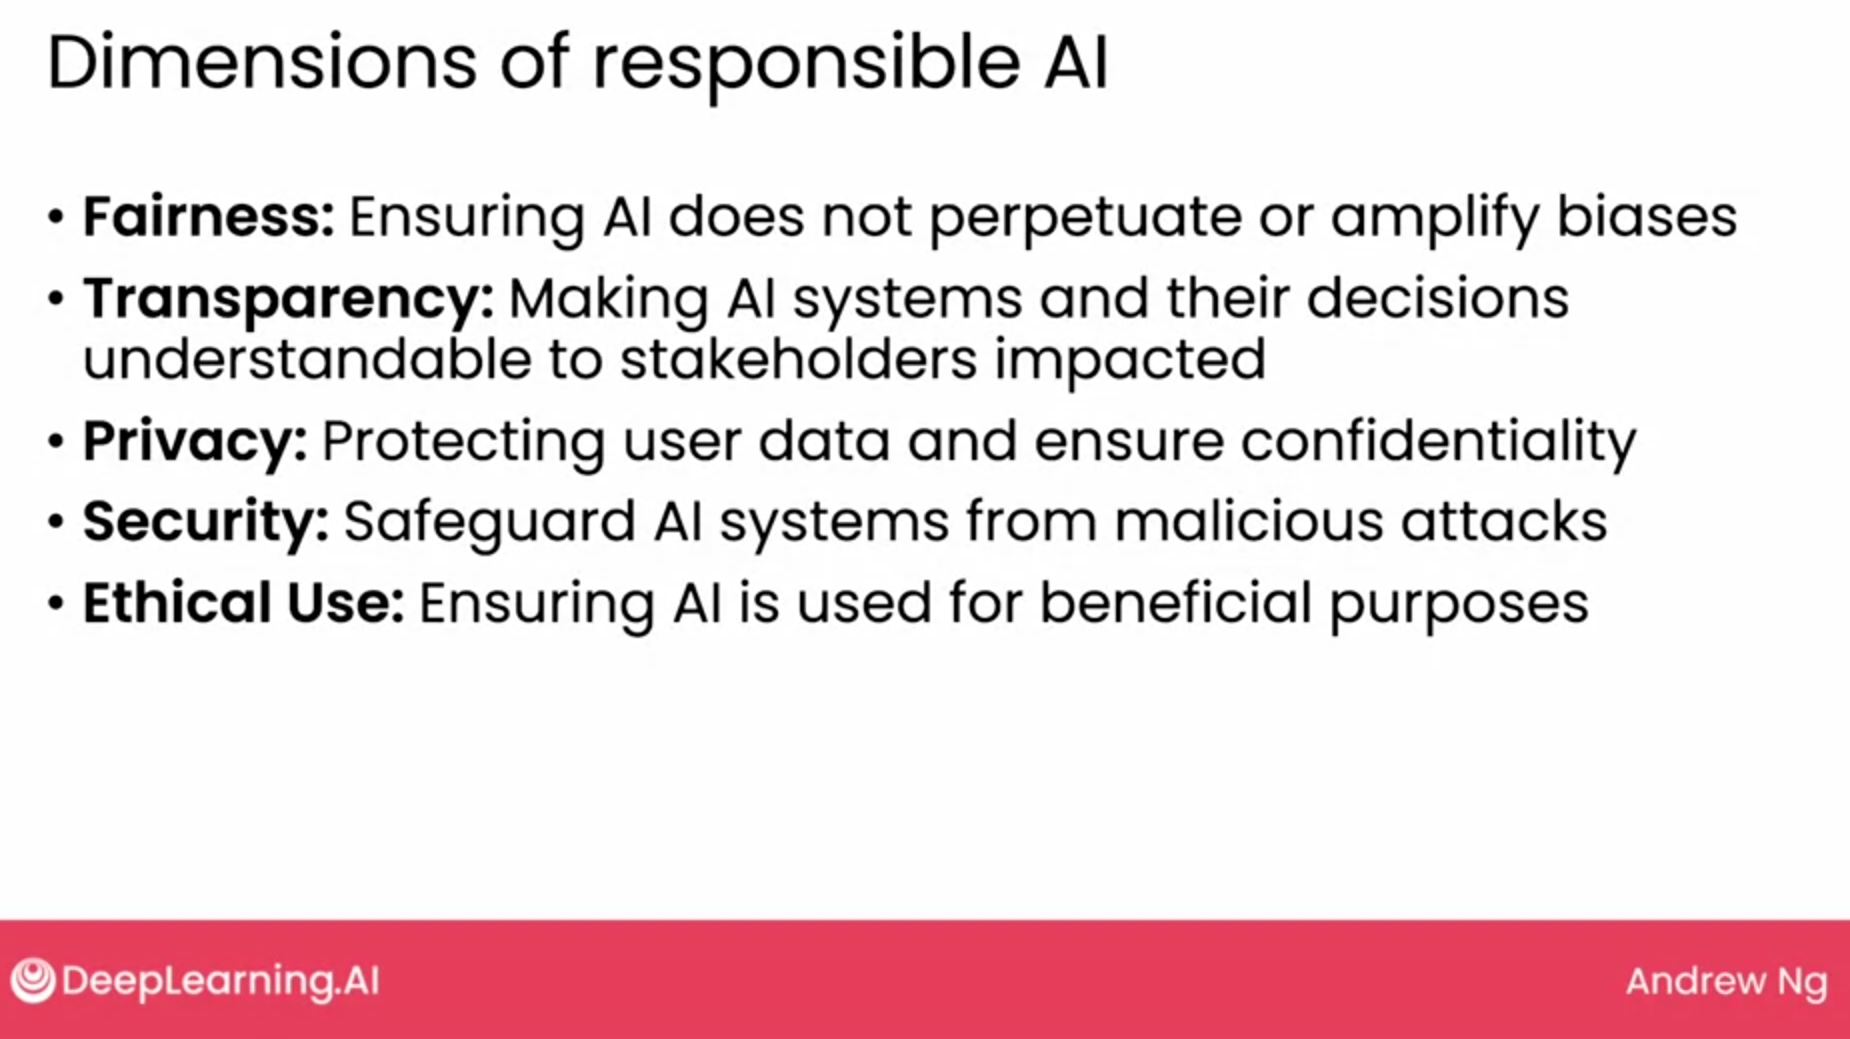 Dimensions of responsible AI
• Fairness: Ensuring AI does not perpetuate or amplify biases
• Transparency: Making AI systems and their decisions
understandable to stakeholders impacted
• Privacy: Protecting user data and ensure confidentiality
• Security: Safeguard AI systems from malicious attacks
• Ethical Use: Ensuring AI is used for beneficial purposes
DeepLearning.AI
Andrew Ng